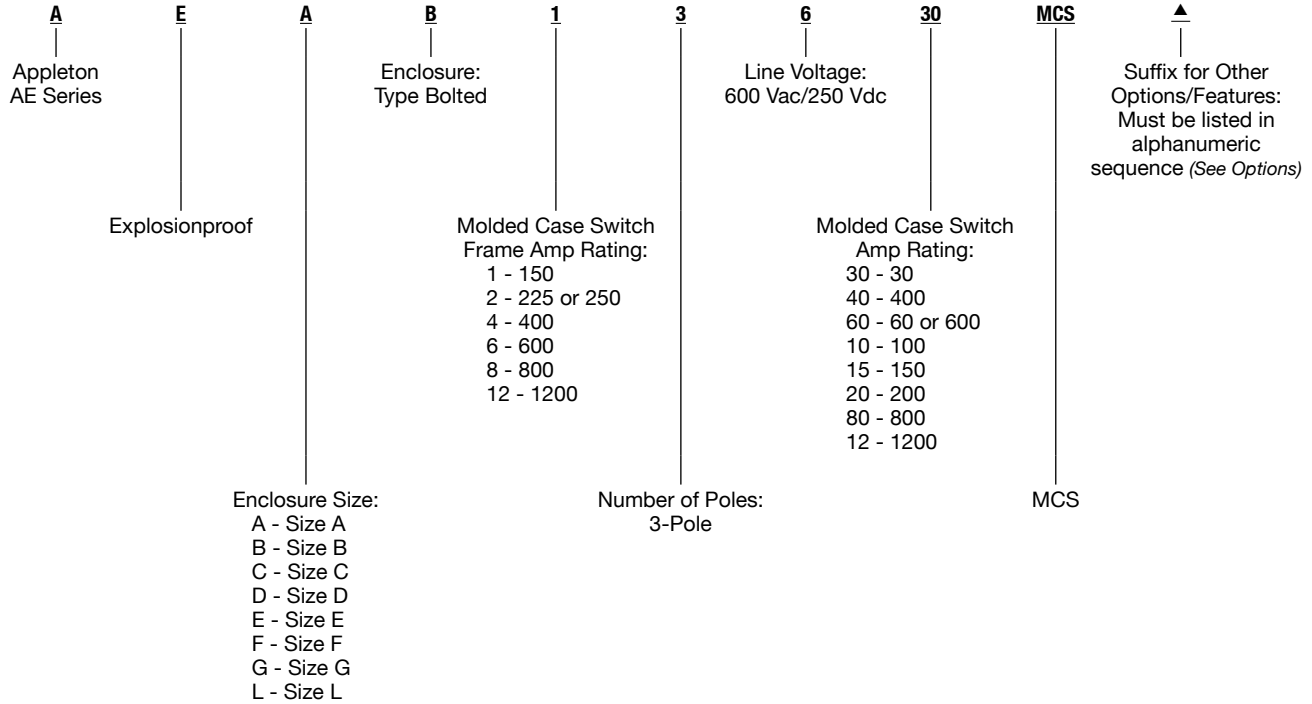 A E A B 1 3 6 30 MCS ▲
Appleton
AE Series
Enclosure:
Type Bolted
Line Voltage:
600 Vac/250 Vdc
Suffix for Other
Options/Features:
Must be listed in
alphanumeric
sequence (See Options)
Explosionproof
Molded Case Switch
Frame Amp Rating:
1 - 150
2 - 225 or 250
4 - 400
6 - 600
8 - 800
12 - 1200
Molded Case Switch
Amp Rating:
30 - 30
40 - 400
60 - 60 or 600
10 - 100
15 - 150
20 - 200
80 - 800
12 - 1200
Enclosure Size:
A - Size A
B - Size B
C - Size C
D - Size D
E - Size E
F - Size F
G - Size G
L - Size L
Number of Poles:
3-Pole
MCS